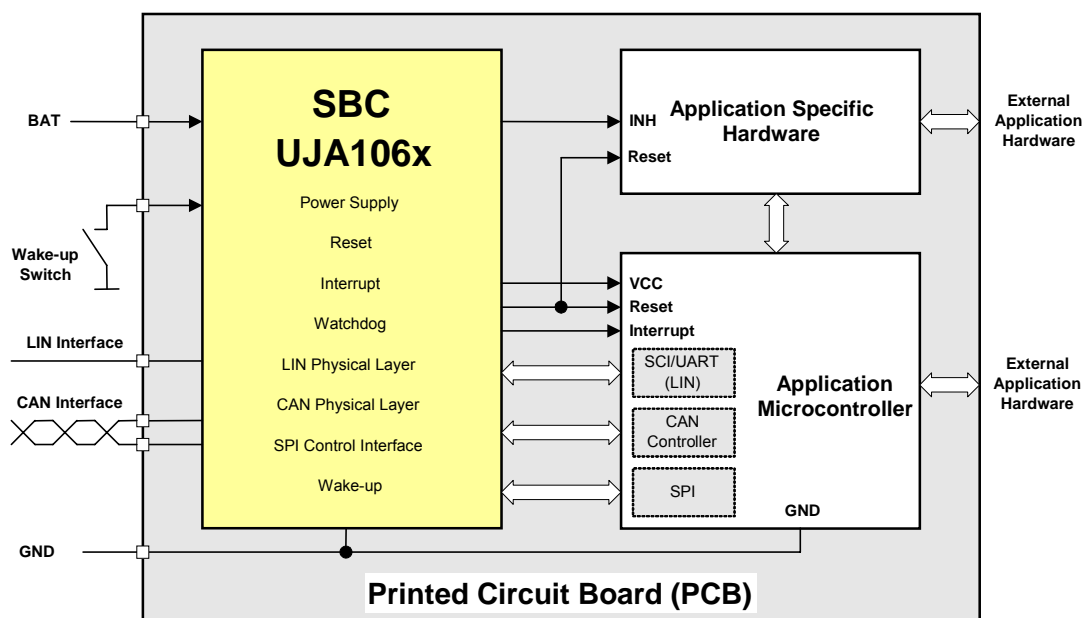 BAT
Wake-up
Switch
LIN Interface
CAN Interface
GND
SBC
UJA106x
Power Supply
Reset
Interrupt
Watchdog
LIN Physical Layer
CAN Physical Layer
SPI Control Interface
Wake-up
INH
Reset
Application Specific
Hardware
External
Application
Hardware
VCC
Reset
Interrupt
SCI/UART
(LIN)
CAN
Controller
SPI
Application
Microcontroller
GND
External
Application
Hardware
Printed Circuit Board (PCB)